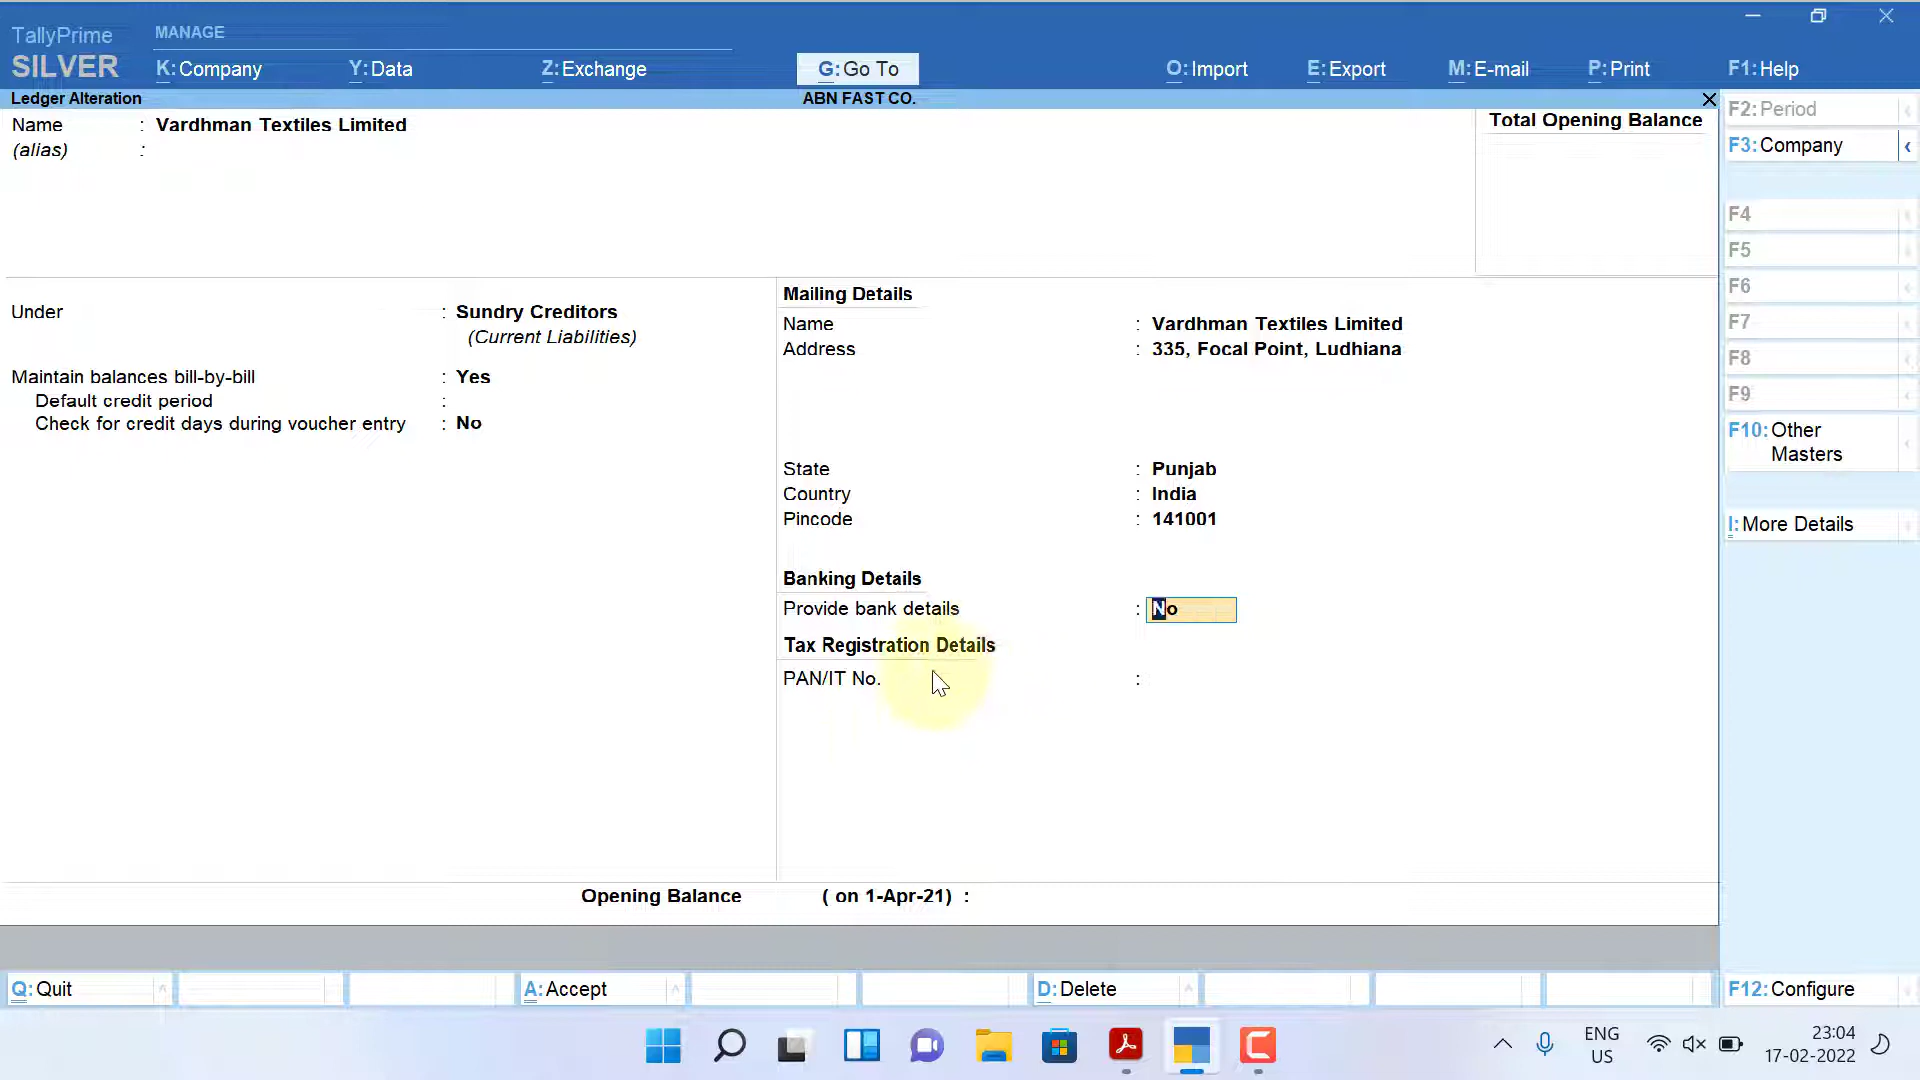 TallyPrime
SILVER
MANAGE
K:Company
Y:Data
Z:Exchange
G:Go To
O:Import
E:Export
M:E-mail
P:Print
F1:Help
Ledger Alteration
ABN FAST CO.
Name : Vardhman Textiles Limited
(alias) :
Total Opening Balance
Under : Sundry Creditors
(Current Liabilities)
Maintain balances bill-by-bill : Yes
Default credit period :
Check for credit days during voucher entry : No
Mailing Details
Name : Vardhman Textiles Limited
Address : 335, Focal Point, Ludhiana
State : Punjab
Country : India
Pincode : 141001
Banking Details
Provide bank details : No
Tax Registration Details
PAN/IT No. :
Opening Balance ( on 1-Apr-21) :
F2:Period
F3:Company
F4
F5
F6
F7
F8
F9
F10:Other
Masters
I:More Details
Q:Quit
A:Accept
D:Delete
F12:Configure
ENG
US
23:04
17-02-2022